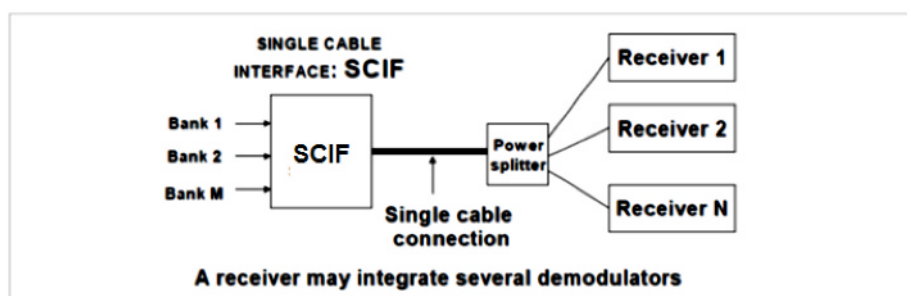 SINGLE CABLE
INTERFACE: SCIF
Bank 1
Bank 2
Bank M
SCIF
Single cable
connection
Power
splitter
Receiver 1
Receiver 2
Receiver N
A receiver may integrate several demodulators